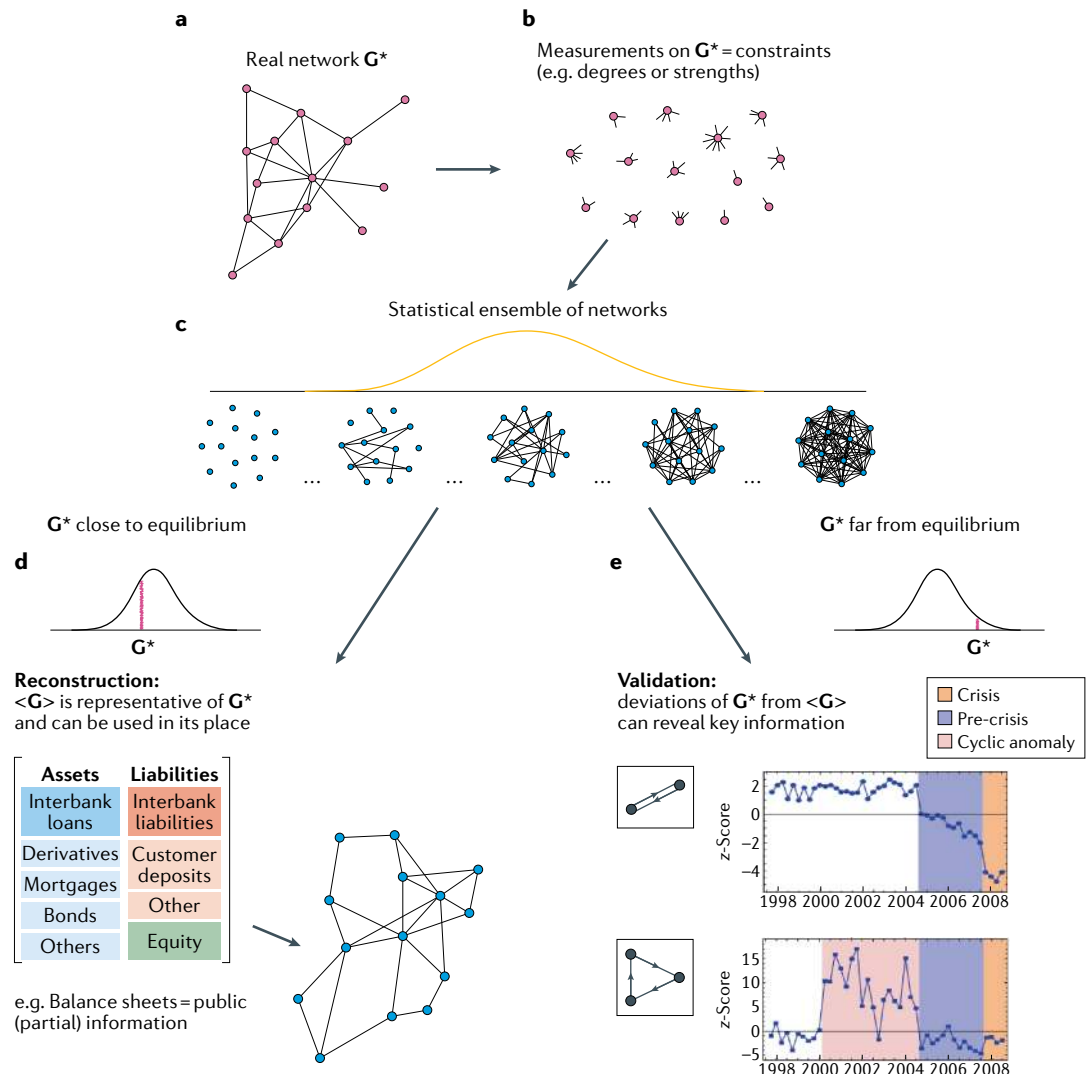 a
Real network G*
b
Measurements on G* = constraints
(e.g. degrees or strengths)
Statistical ensemble of networks
c
... ... ... ...
G* close to equilibrium
G* far from equilibrium
d
G*
Reconstruction:
<G> is representative of G*
and can be used in its place
Assets Liabilities
Interbank loans
Interbank liabilities
Derivatives
Customer deposits
Mortgages
Bonds
Other
Others
Equity
e.g. Balance sheets = public
(partial) information
e
G*
Validation:
deviations of G* from <G>
can reveal key information
Crisis
Pre-crisis
Cyclic anomaly
z-Score
2
0
−2
−4
1998 2000 2002 2004 2006 2008
z-Score
15
10
5
0
−5
1998 2000 2002 2004 2006 2008